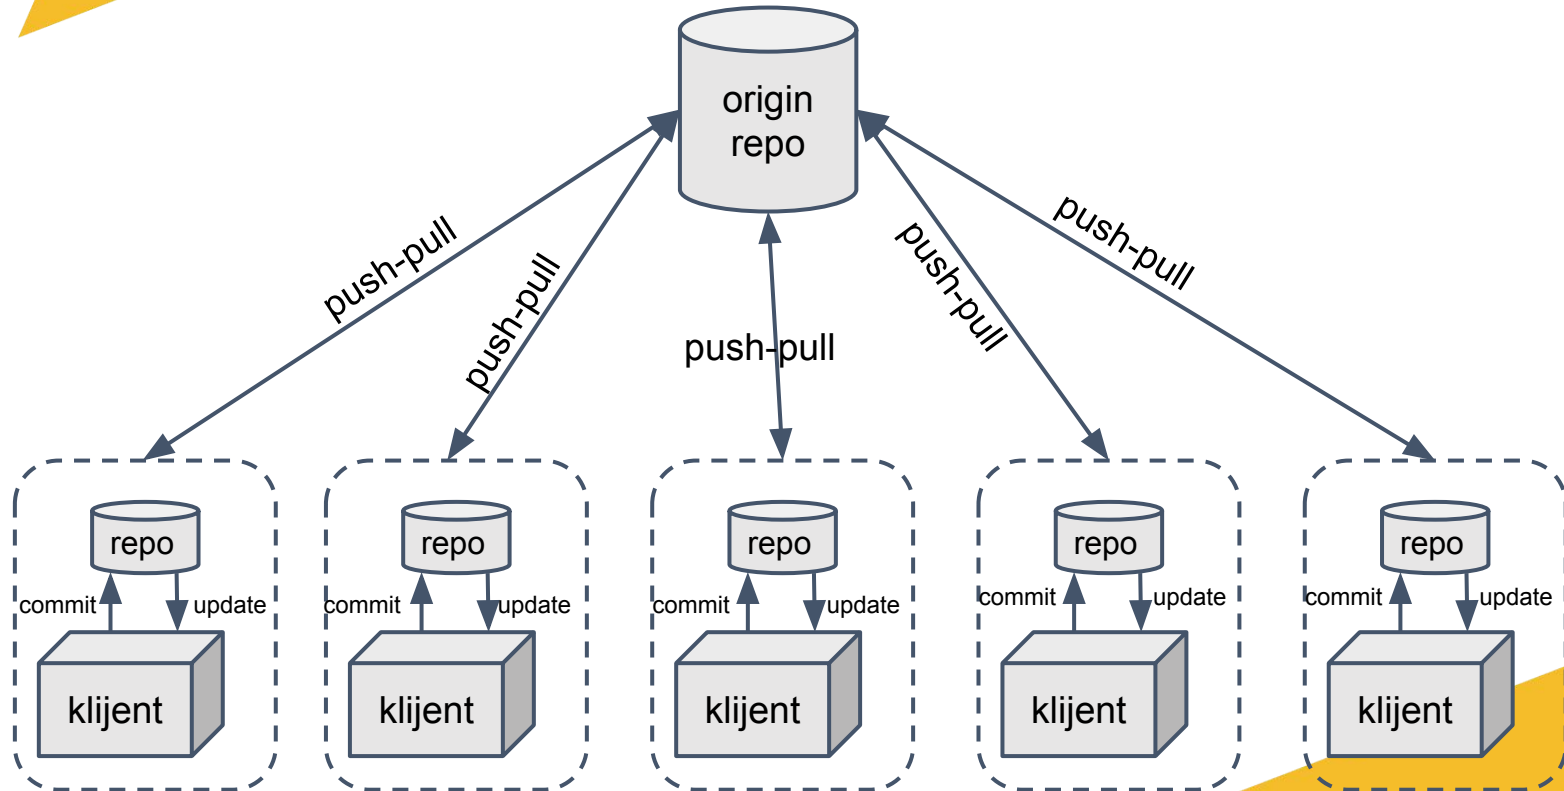 origin
repo
push-pull
push-pull
push-pull
push-pull
push-pull
repo
commit
update
klijent
repo
commit
update
klijent
repo
commit
update
klijent
repo
commit
update
klijent
repo
commit
update
klijent